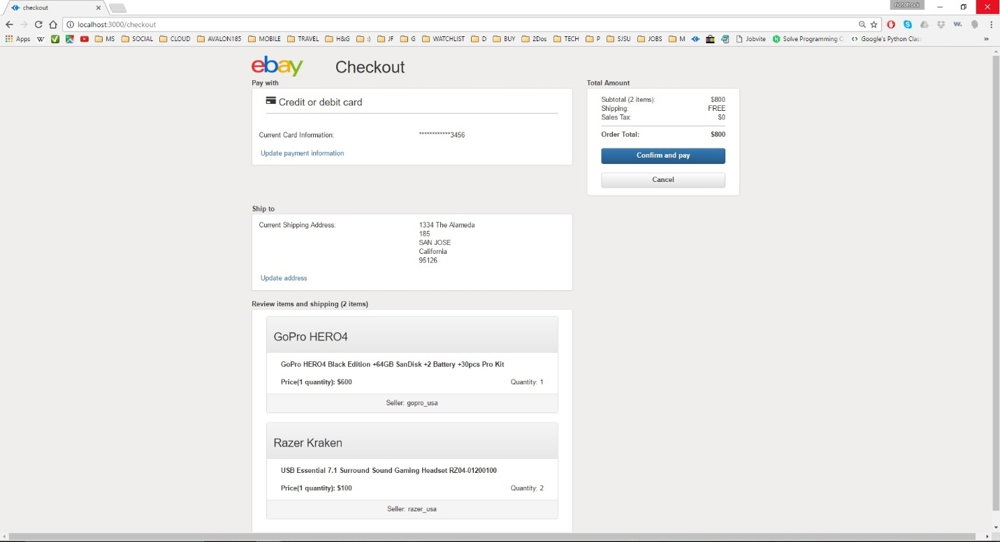 checkout
riotofrock
localhost:3000/checkout
Apps W MS SOCIAL CLOUD AVALON185 MOBILE TRAVEL H&G :) JF G WATCHLIST D BUY 2Dos TECH P SJSU JOBS M Jobvite Solve Programming Google's Python Clas »
ebay Checkout
Pay with
Credit or debit card
Current Card Information: ************3456
Update payment information
Total Amount
Subtotal (2 items): $800
Shipping: FREE
Sales Tax: $0
Order Total: $800
Confirm and pay
Cancel
Ship to
Current Shipping Address: 1334 The Alameda
185
SAN JOSE
California
95126
Update address
Review items and shipping (2 items)
GoPro HERO4
GoPro HERO4 Black Edition +64GB SanDisk +2 Battery +30pcs Pro Kit
Price(1 quantity): $600 Quantity: 1
Seller: gopro_usa
Razer Kraken
USB Essential 7.1 Surround Sound Gaming Headset RZ04-01200100
Price(1 quantity): $100 Quantity: 2
Seller: razer_usa